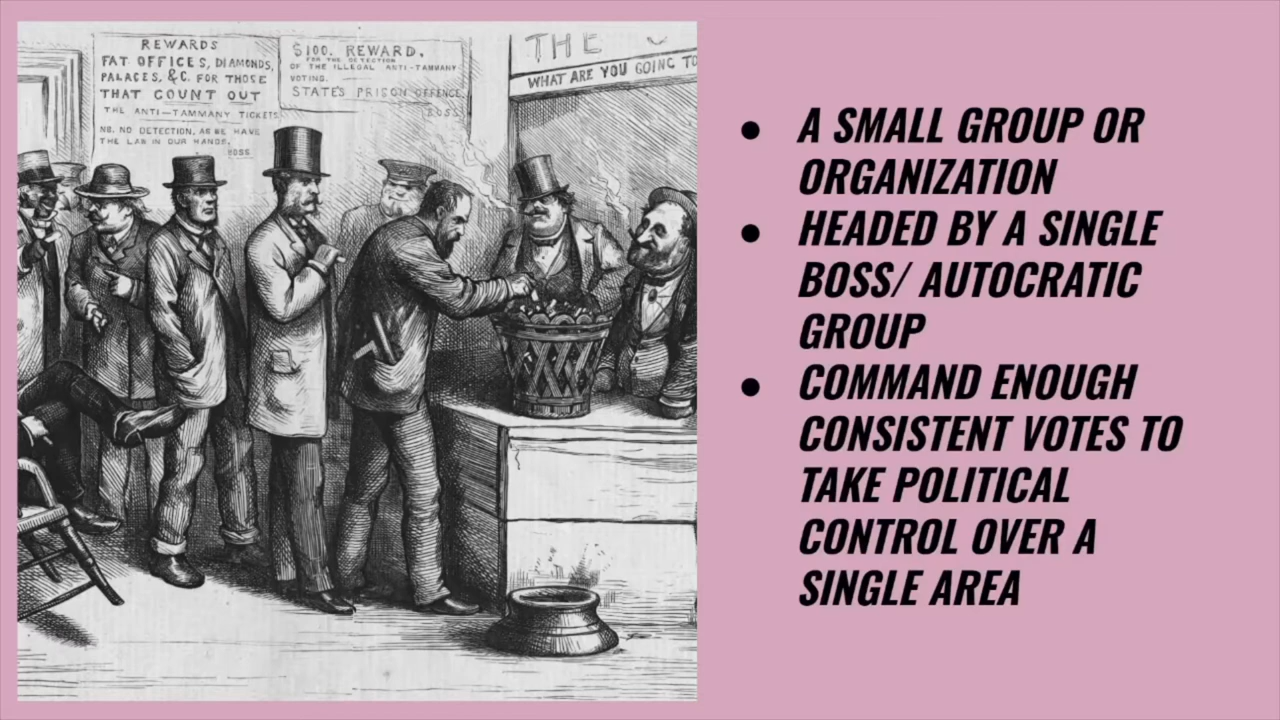 REWARDS
FAT OFFICES, DIAMONDS,
PALACES, &C. FOR THOSE
THAT COUNT OUT
THE ANTI-TAMMANY TICKETS.
NO. NO DETECTION, AS WE HAVE
THE LAW IN OUR HANDS.
BOSS
$100. REWARD,
FOR THE DETECTION
OF THE ILLEGAL ANTI-TAMMANY
VOTING.
STATE'S PRISON OFFENCE
BOSS.
THE
WHAT ARE YOU GOING TO
● A SMALL GROUP OR
ORGANIZATION
● HEADED BY A SINGLE
BOSS/ AUTOCRATIC
GROUP
● COMMAND ENOUGH
CONSISTENT VOTES TO
TAKE POLITICAL
CONTROL OVER A
SINGLE AREA